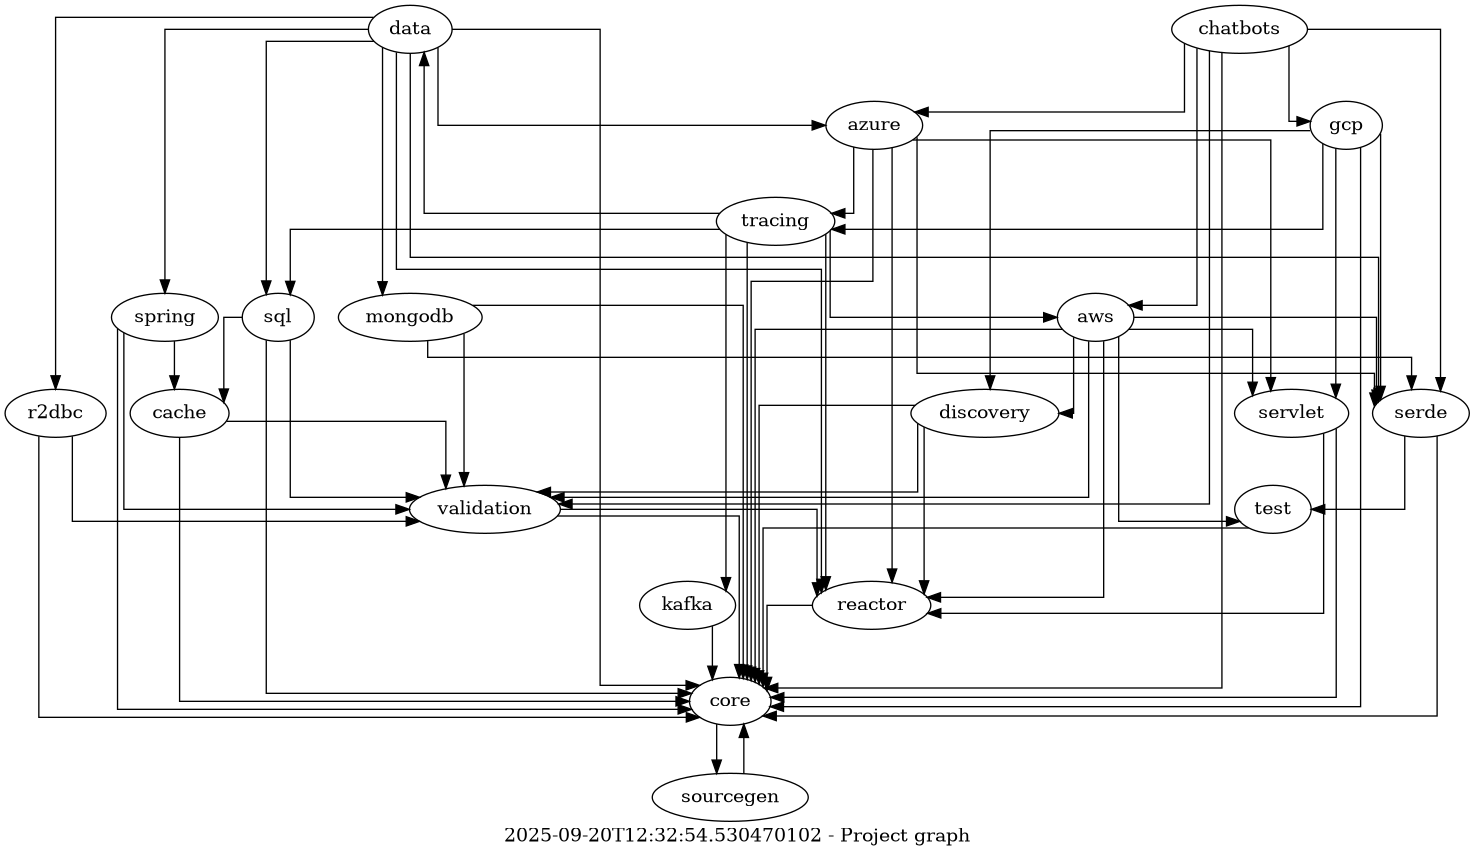 data
chatbots
azure
gcp
tracing
spring
sql
mongodb
aws
r2dbc
cache
discovery
servlet
serde
validation
test
kafka
reactor
core
sourcegen
2025-09-20T12:32:54.530470102 - Project graph